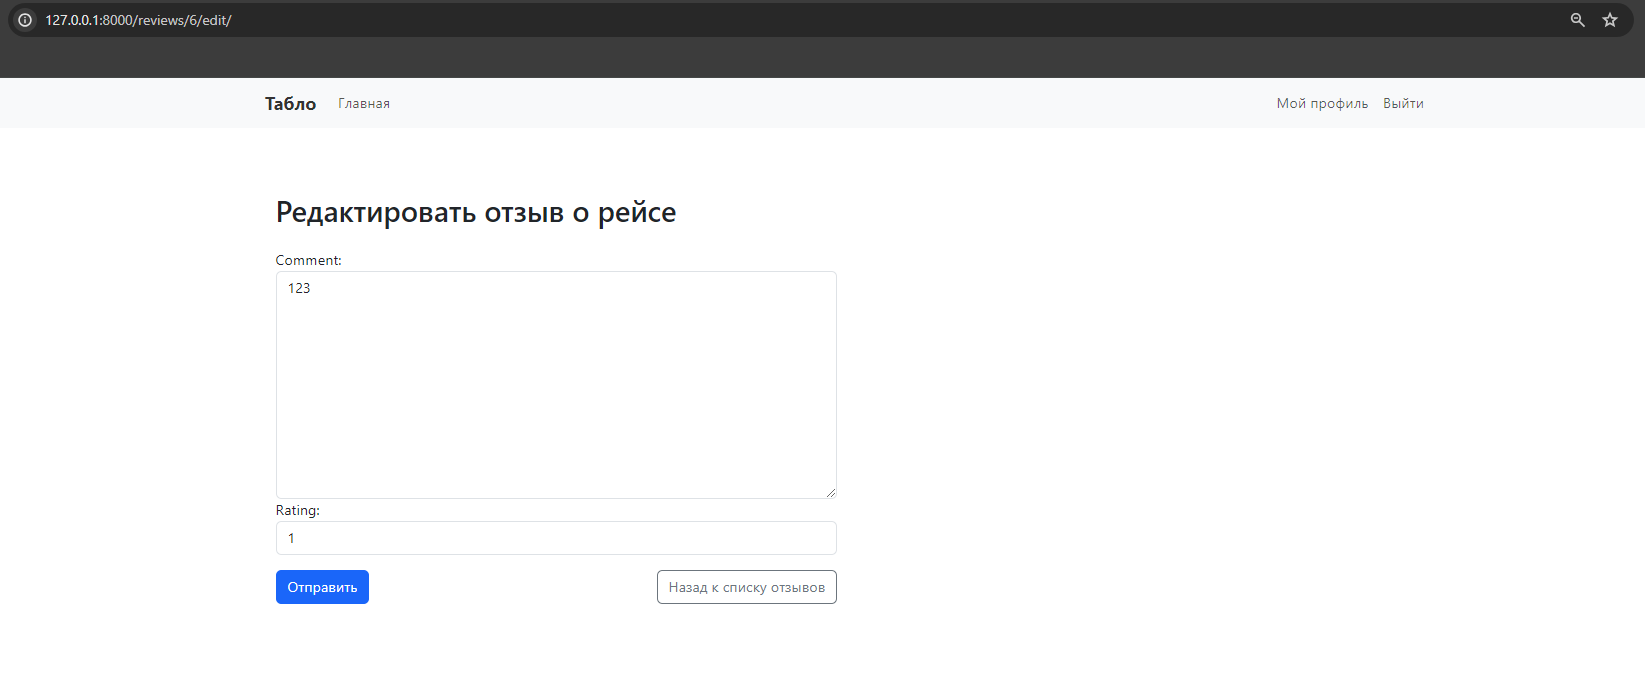 127.0.0.1:8000/reviews/6/edit/
Табло Главная Мой профиль Выйти
Редактировать отзыв о рейсе
Comment:
123
Rating:
1
Отправить Назад к списку отзывов